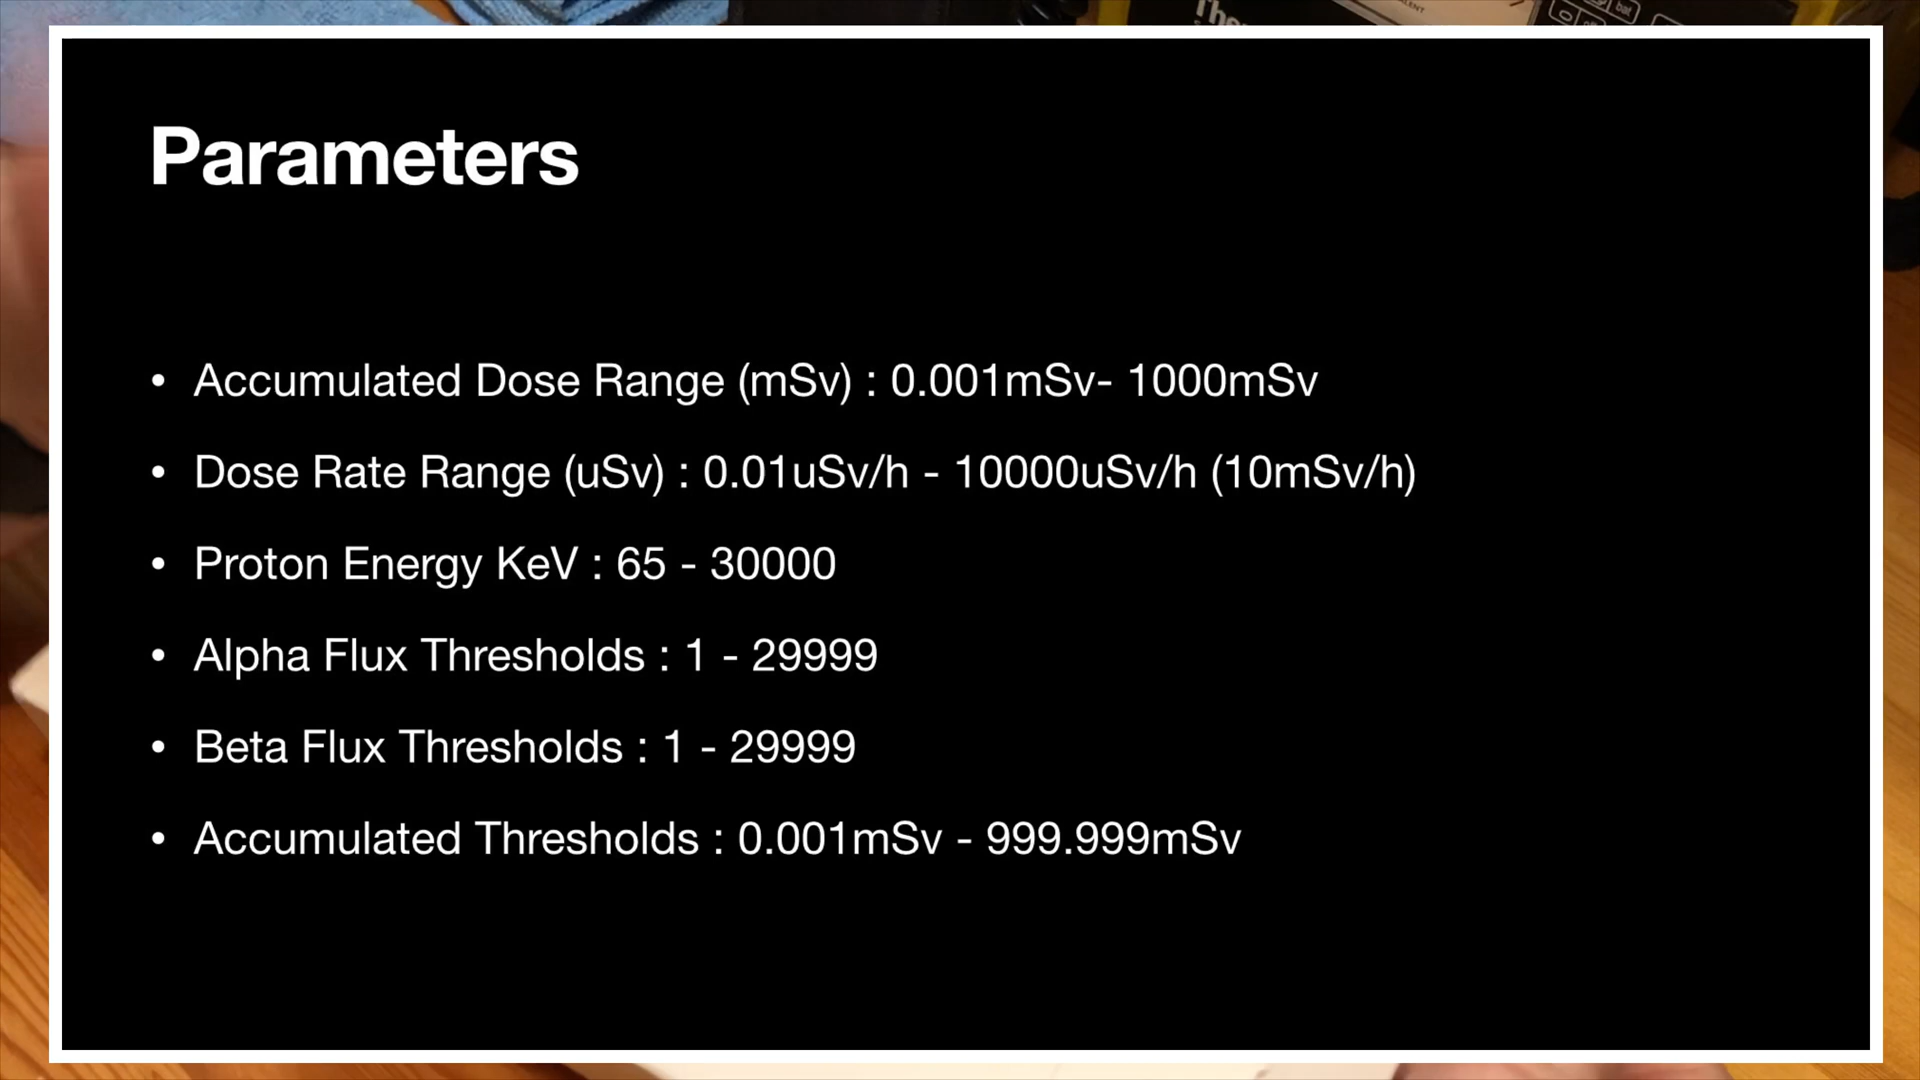 Parameters
• Accumulated Dose Range (mSv) : 0.001mSv- 1000mSv
• Dose Rate Range (uSv) : 0.01uSv/h - 10000uSv/h (10mSv/h)
• Proton Energy KeV : 65 - 30000
• Alpha Flux Thresholds : 1 - 29999
• Beta Flux Thresholds : 1 - 29999
• Accumulated Thresholds : 0.001mSv - 999.999mSv